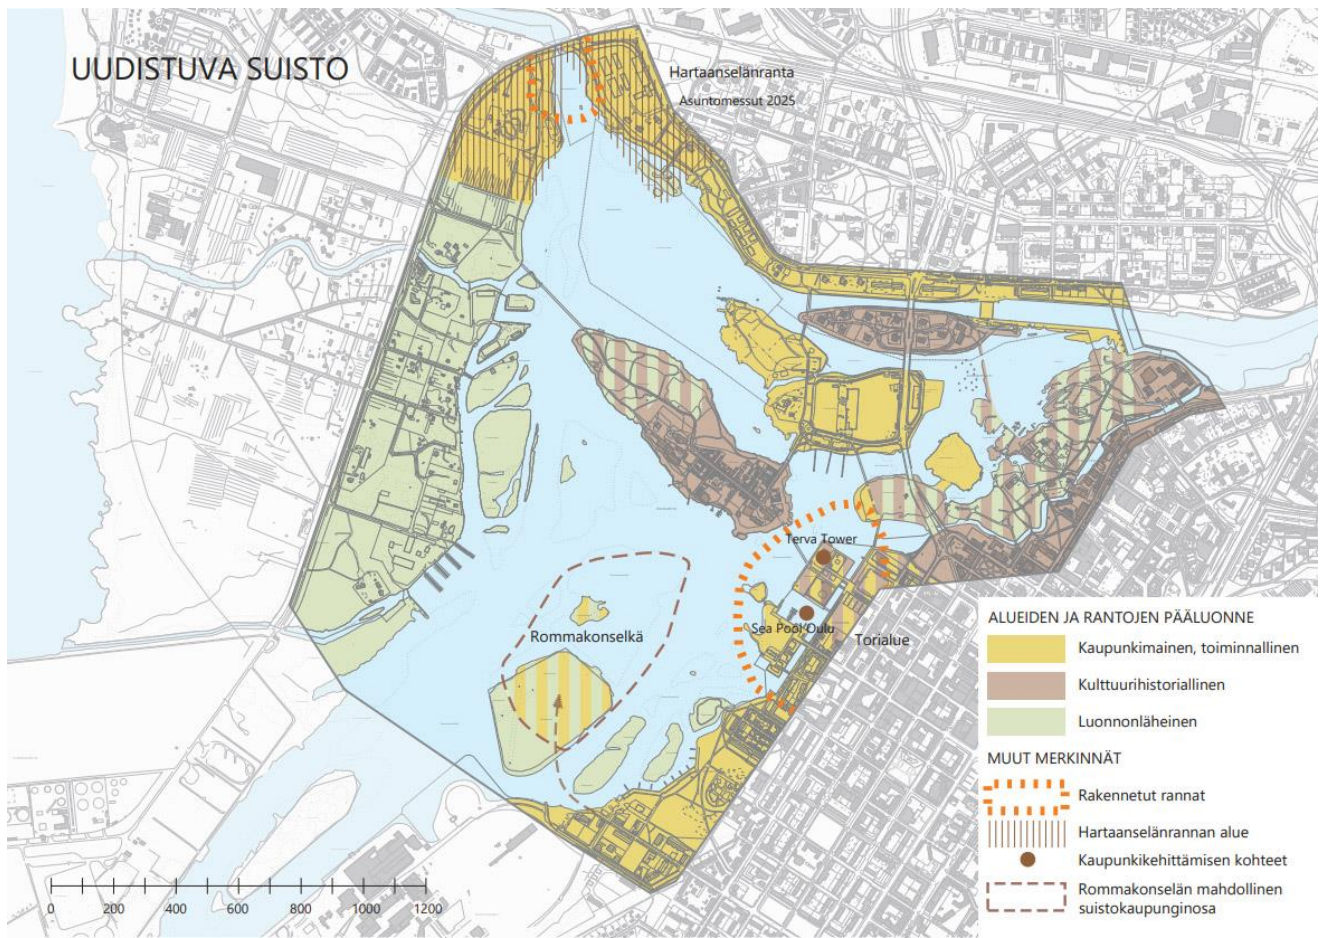 UUDISTUVA SUISTO
Hartaanselänranta
Asuntomessut 2025
Terva Tower
Sea Pool Oulu
Torialue
Rommakonselkä
ALUEIDEN JA RANTOJEN PÄÄLUONNE
Kaupunkimainen, toiminnallinen
Kulttuurihistoriallinen
Luonnonläheinen
MUUT MERKINNÄT
Rakennetut rannat
Hartaanselänrannan alue
Kaupunkikehittämisen kohteet
Rommakonselän mahdollinen
suistokaupunginosa
0 200 400 600 800 1000 1200